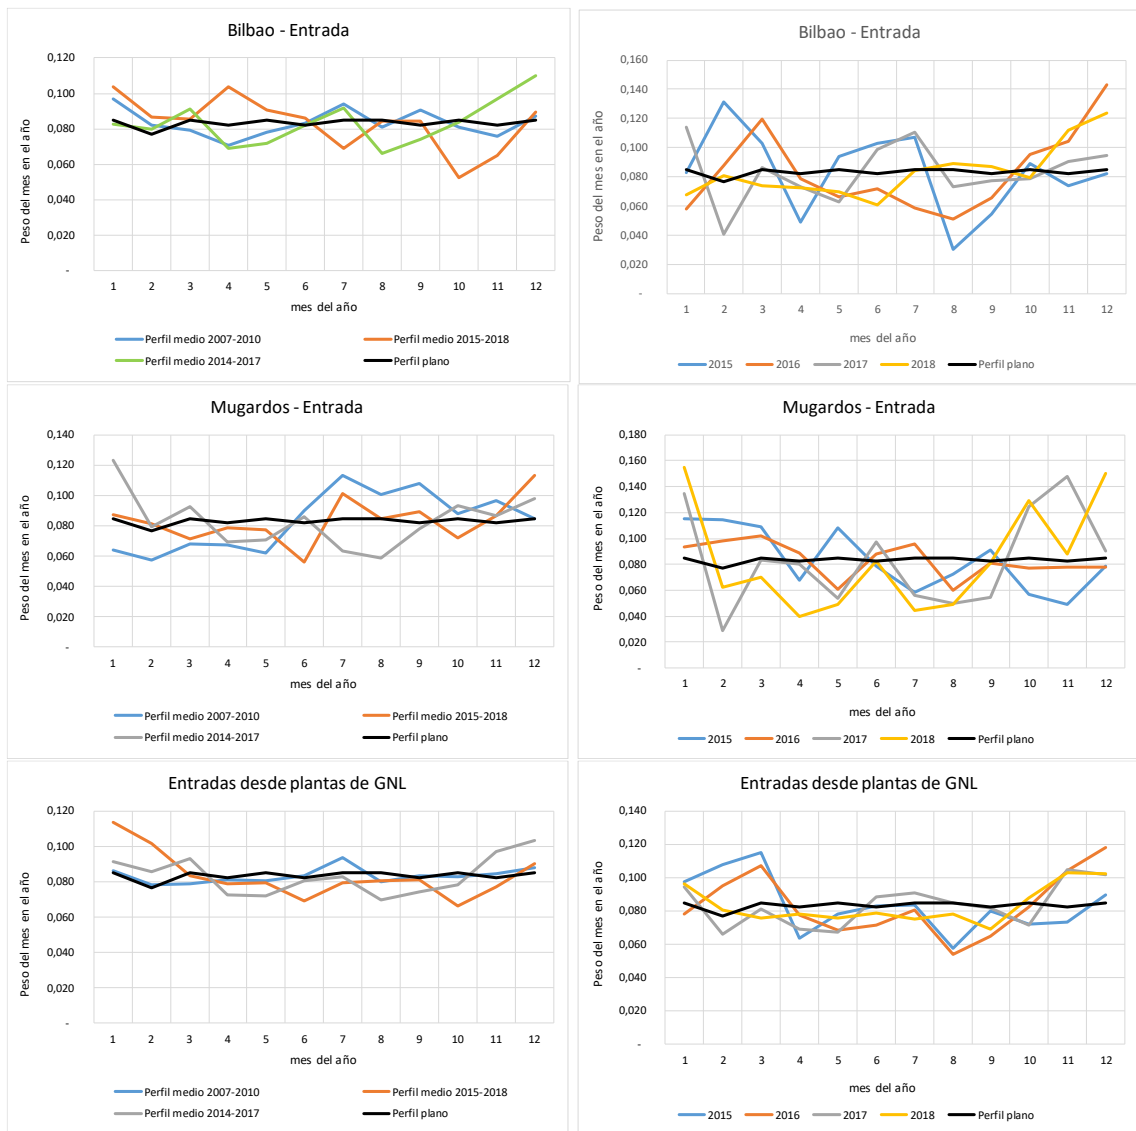 Bilbao - Entrada
Peso del mes en el año
0,120
0,100
0,080
0,060
0,040
0,020
-
1 2 3 4 5 6 7 8 9 10 11 12
mes del año
Perfil medio 2007-2010 Perfil medio 2015-2018
Perfil medio 2014-2017 Perfil plano
Bilbao - Entrada
Peso del mes en el año
0,160
0,140
0,120
0,100
0,080
0,060
0,040
0,020
-
1 2 3 4 5 6 7 8 9 10 11 12
mes del año
2015 2016 2017 2018 Perfil plano
Mugardos - Entrada
Peso del mes en el año
0,140
0,120
0,100
0,080
0,060
0,040
0,020
-
1 2 3 4 5 6 7 8 9 10 11 12
mes del año
Perfil medio 2007-2010 Perfil medio 2015-2018
Perfil medio 2014-2017 Perfil plano
Mugardos - Entrada
Peso del mes en el año
0,180
0,160
0,140
0,120
0,100
0,080
0,060
0,040
0,020
-
1 2 3 4 5 6 7 8 9 10 11 12
mes del año
2015 2016 2017 2018 Perfil plano
Entradas desde plantas de GNL
Peso del mes en el año
0,120
0,100
0,080
0,060
0,040
0,020
-
1 2 3 4 5 6 7 8 9 10 11 12
mes del año
Perfil medio 2007-2010 Perfil medio 2015-2018
Perfil medio 2014-2017 Perfil plano
Entradas desde plantas de GNL
Peso del mes en el año
0,140
0,120
0,100
0,080
0,060
0,040
0,020
-
1 2 3 4 5 6 7 8 9 10 11 12
mes del año
2015 2016 2017 2018 Perfil plano